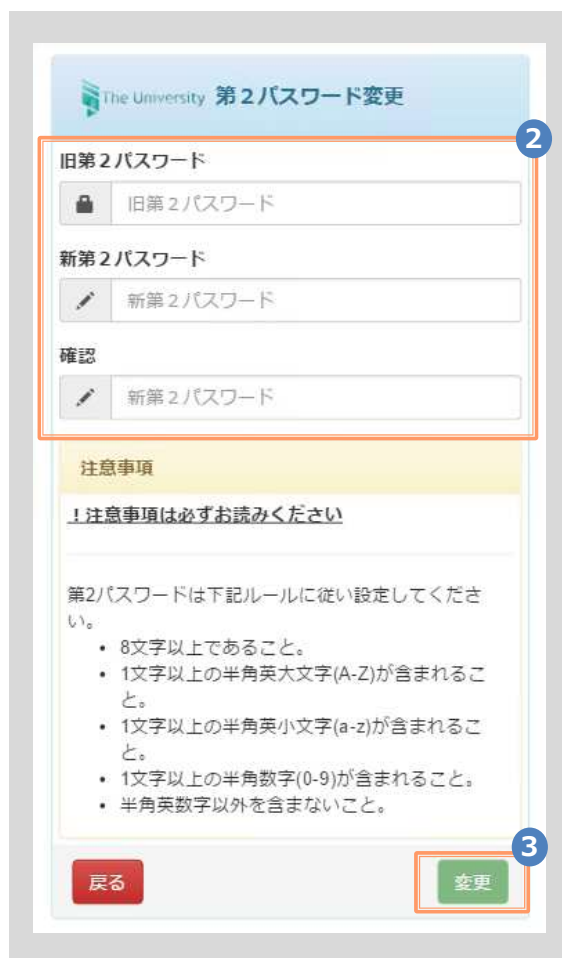 The University 第2パスワード変更
2
旧第2パスワード
旧第2パスワード
新第2パスワード
新第2パスワード
確認
新第2パスワード
注意事項
！注意事項は必ずお読みください
第2パスワードは下記ルールに従い設定してくださ
い。
• 8文字以上であること。
• 1文字以上の半角英大文字(A-Z)が含まれるこ
と。
• 1文字以上の半角英小文字(a-z)が含まれるこ
と。
• 1文字以上の半角数字(0-9)が含まれること。
• 半角英数字以外を含まないこと。
3
戻る 変更